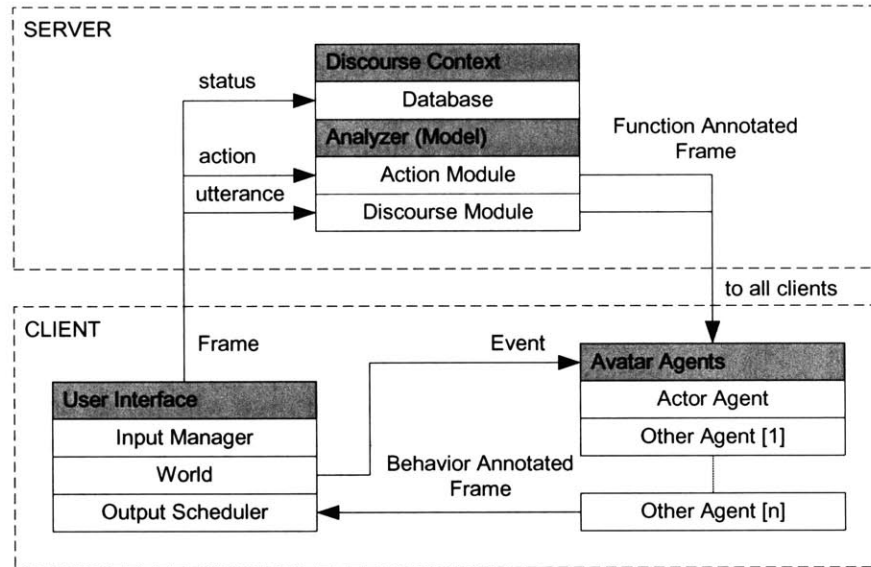 SERVER
Discourse Context
status
Database
Analyzer (Model)
Function Annotated
Frame
action
Action Module
utterance
Discourse Module
to all clients
CLIENT
Frame
Event
Avatar Agents
User Interface
Actor Agent
Input Manager
Other Agent [1]
World
Behavior Annotated
Frame
Output Scheduler
Other Agent [n]